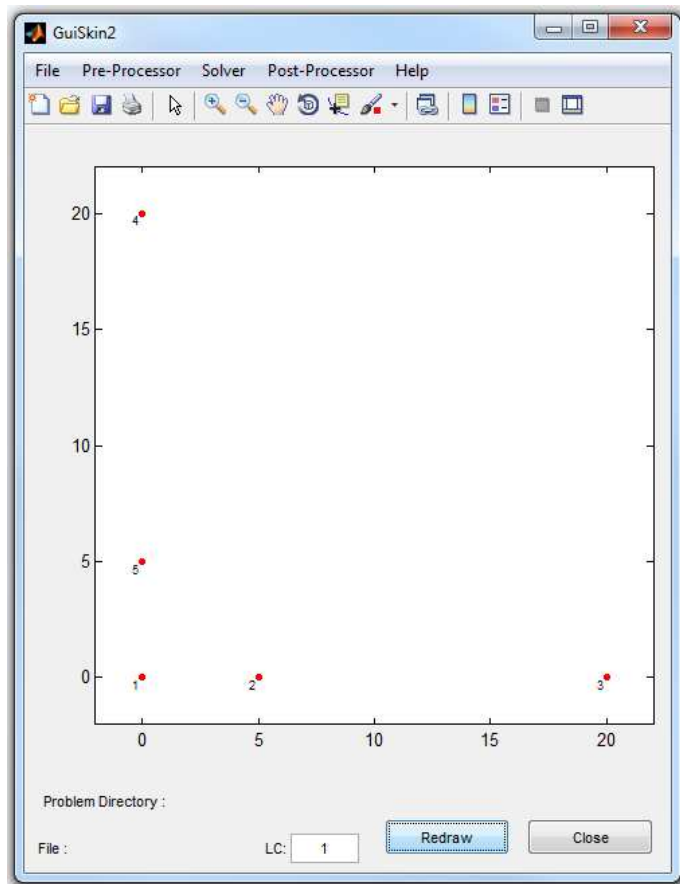 GuiSkin2
File Pre-Processor Solver Post-Processor Help
20
4
15
10
5
5
0
1 2 3
0 5 10 15 20
Problem Directory :
File :
LC: 1
Redraw
Close